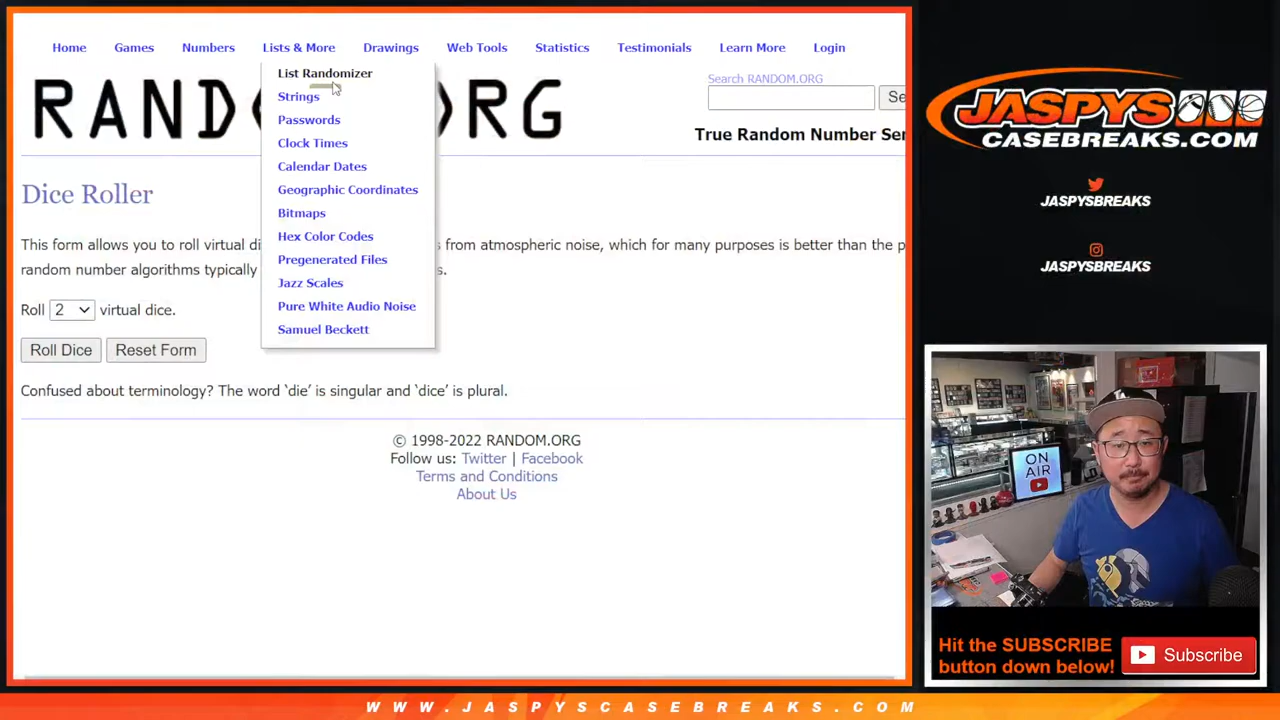 Home Games Numbers Lists & More Drawings Web Tools Statistics Testimonials Learn More Login
List Randomizer
Strings
Passwords
Clock Times
Calendar Dates
Geographic Coordinates
Bitmaps
Hex Color Codes
Pregenerated Files
Jazz Scales
Pure White Audio Noise
Samuel Beckett
RAND RG
Search RANDOM.ORG
Se
True Random Number Ser
Dice Roller
This form allows you to roll virtual di s from atmospheric noise, which for many purposes is better than the p
random number algorithms typically s.
Roll 2 virtual dice.
Roll Dice Reset Form
Confused about terminology? The word ‘die’ is singular and ‘dice’ is plural.
© 1998-2022 RANDOM.ORG
Follow us: Twitter | Facebook
Terms and Conditions
About Us
JASPYS
CASEBREAKS.COM
JASPYSBREAKS
JASPYSBREAKS
ON
AIR
Hit the SUBSCRIBE
button down below!
Subscribe
WWW.JASPYSCASEBREAKS.COM